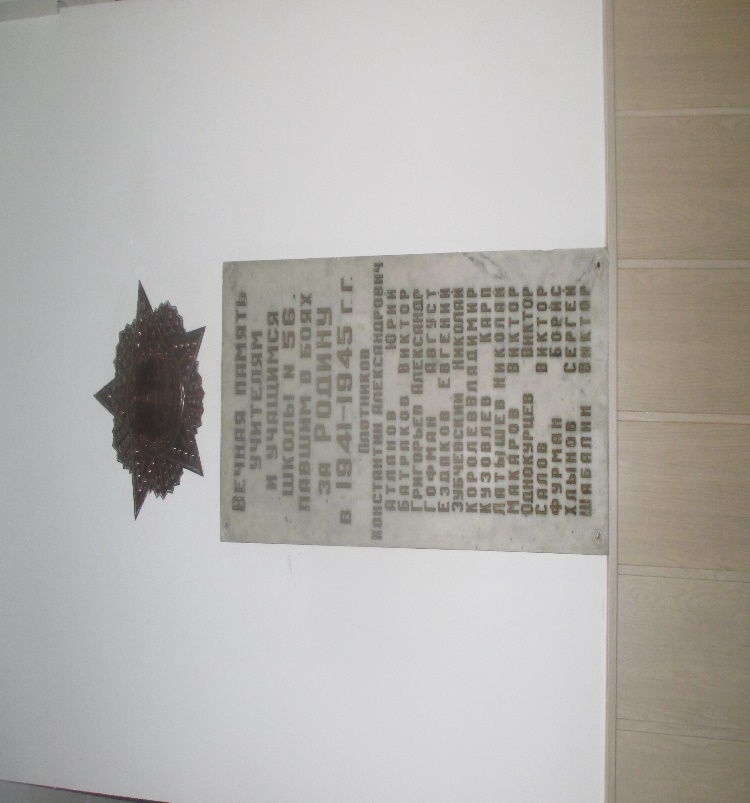 ВЕЧНАЯ ПАМЯТЬ
УЧИТЕЛЯМ
И УЧАЩИМСЯ
ШКОЛЫ N 56,
ПАВШИМ В БОЯХ
ЗА РОДИНУ
В 1941–1945 Г.Г.
ПЛОТНИКОВ
КОНСТАНТИН АЛЕКСАНДРОВИЧ
АТЛАСОВ ЮРИЙ
БАТРАКОВ ВИКТОР
ГРИГОРЬЕВ АЛЕКСАНДР
ГОФМАН АВГУСТ
ЕЗДАКОВ ЕВГЕНИЙ
ЗУБЧЕВСКИЙ НИКОЛАЙ
КОРОЛЕВ ВЛАДИМИР
КУЗОВЛЕВ КАРП
ЛАТЫШЕВ НИКОЛАЙ
МАКАРОВ ВИКТОР
ОДНОКУРЦЕВ ВИКТОР
САЛОВ ВИКТОР
ФУРМАН БОРИС
ХЛЫНОВ СЕРГЕЙ
ШАБАЛИН ВИКТОР